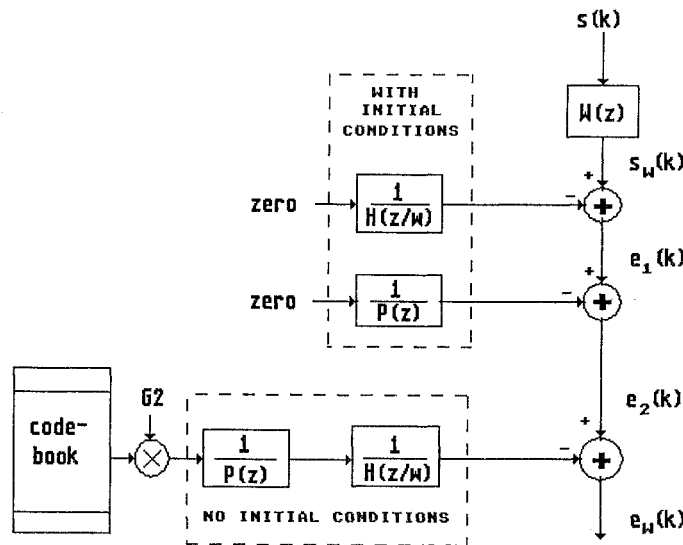 s(k)
WITH
INITIAL
CONDITIONS
W(z)
+
s_w(k)
zero
1
H(z/w)
−
+
e_1(k)
+
zero
1
P(z)
−
+
e_2(k)
G2
+
code-
book
×
1
P(z)
1
H(z/w)
−
+
NO INITIAL CONDITIONS
e_w(k)